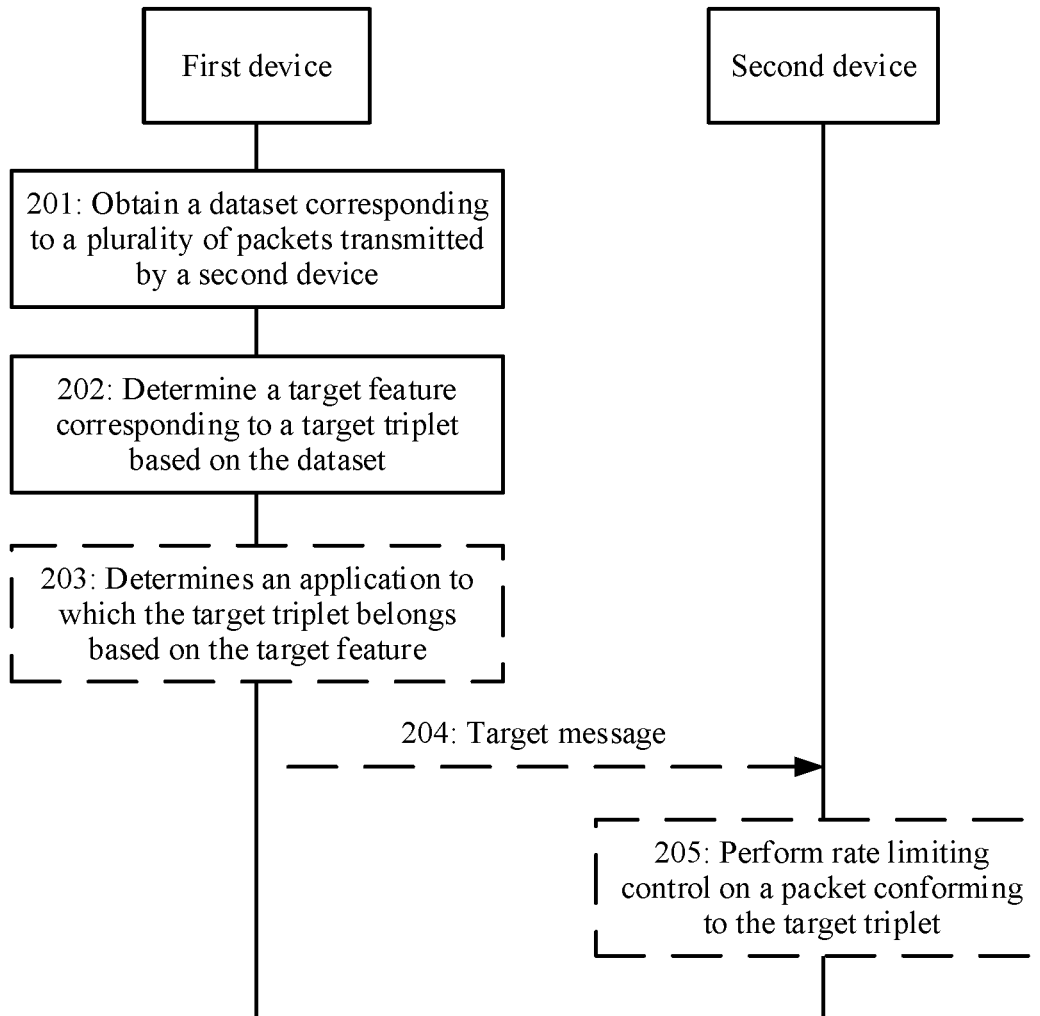 First device
Second device
201: Obtain a dataset corresponding
to a plurality of packets transmitted
by a second device
202: Determine a target feature
corresponding to a target triplet
based on the dataset
203: Determines an application to
which the target triplet belongs
based on the target feature
204: Target message
205: Perform rate limiting
control on a packet conforming
to the target triplet